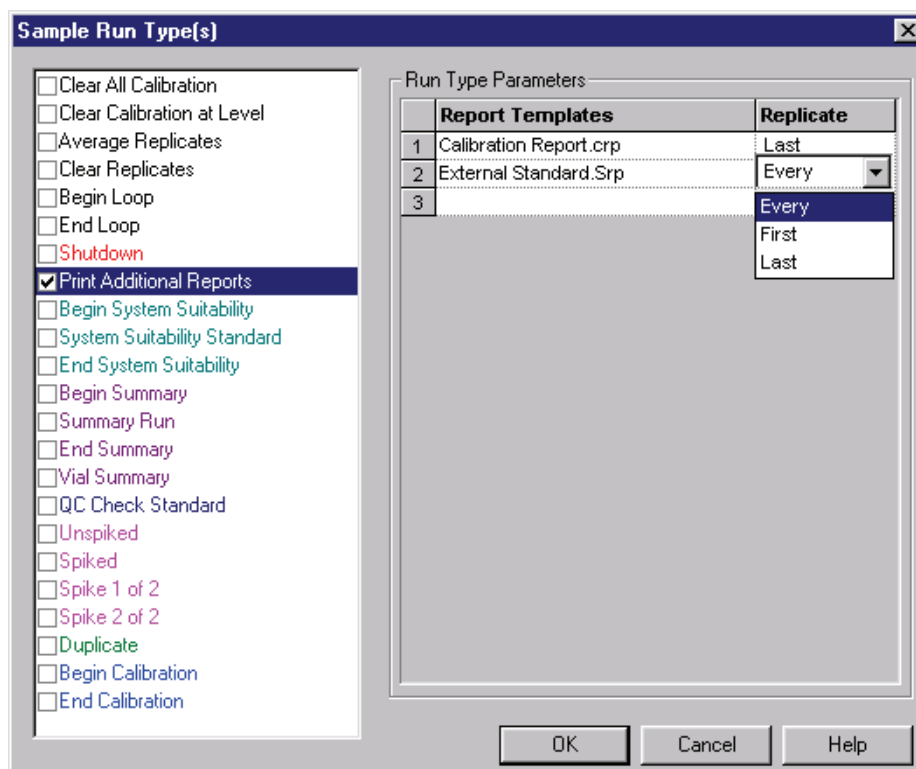 Sample Run Type(s)
Clear All Calibration
Clear Calibration at Level
Average Replicates
Clear Replicates
Begin Loop
End Loop
Shutdown
Print Additional Reports
Begin System Suitability
System Suitability Standard
End System Suitability
Begin Summary
Summary Run
End Summary
Vial Summary
QC Check Standard
Unspiked
Spiked
Spike 1 of 2
Spike 2 of 2
Duplicate
Begin Calibration
End Calibration
Run Type Parameters
Report Templates Replicate
1 Calibration Report.crp Last
2 External Standard.Srp Every
3
Every
First
Last
OK Cancel Help